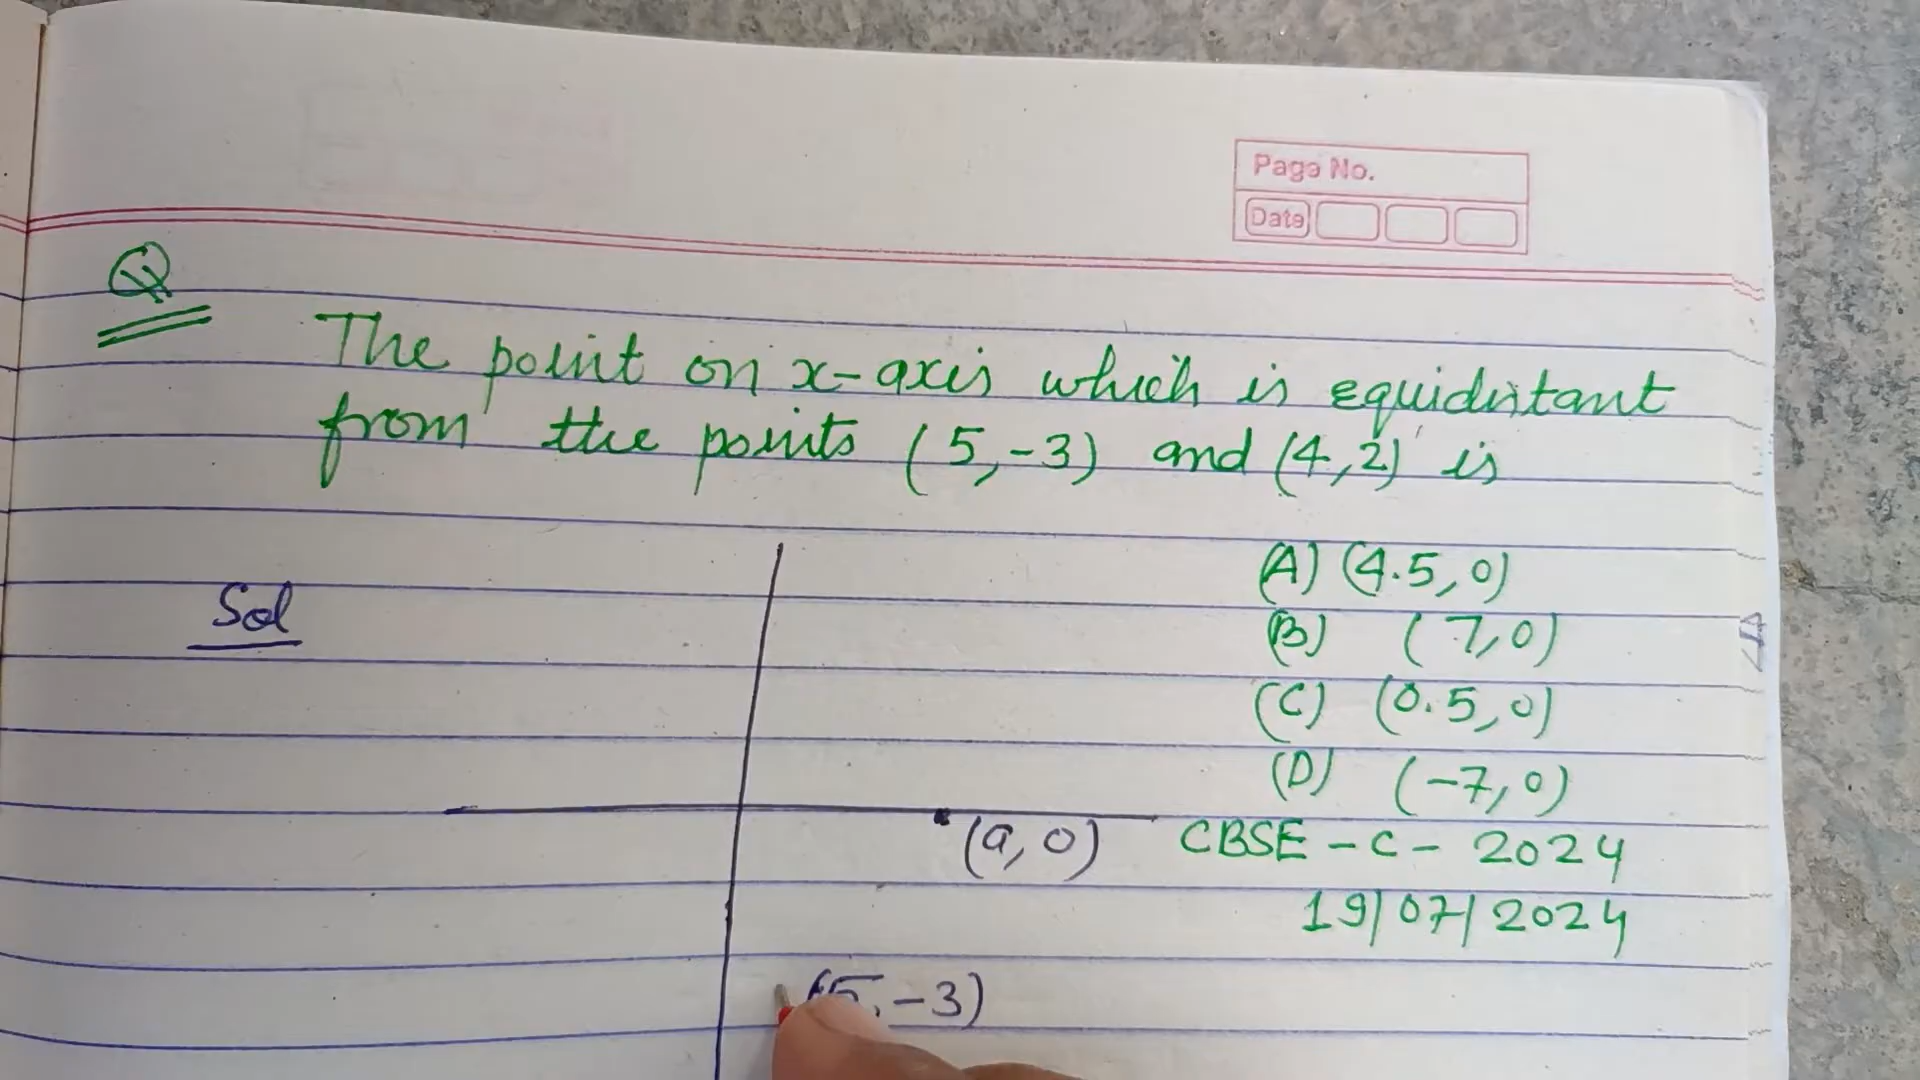 Page No.
Date
Q
The point on x-axis which is equidistant
from the points (5,-3) and (4,2) is
Sol
(A) (4.5,0)
(B) (7,0)
(C) (0.5,0)
(D) (-7,0)
(a,0)
CBSE - C - 2024
19/07/2024
(5,-3)